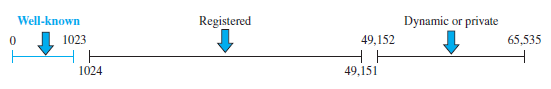 Well-known Registered Dynamic or private
0 1023 49,152 65,535
1024 49,151